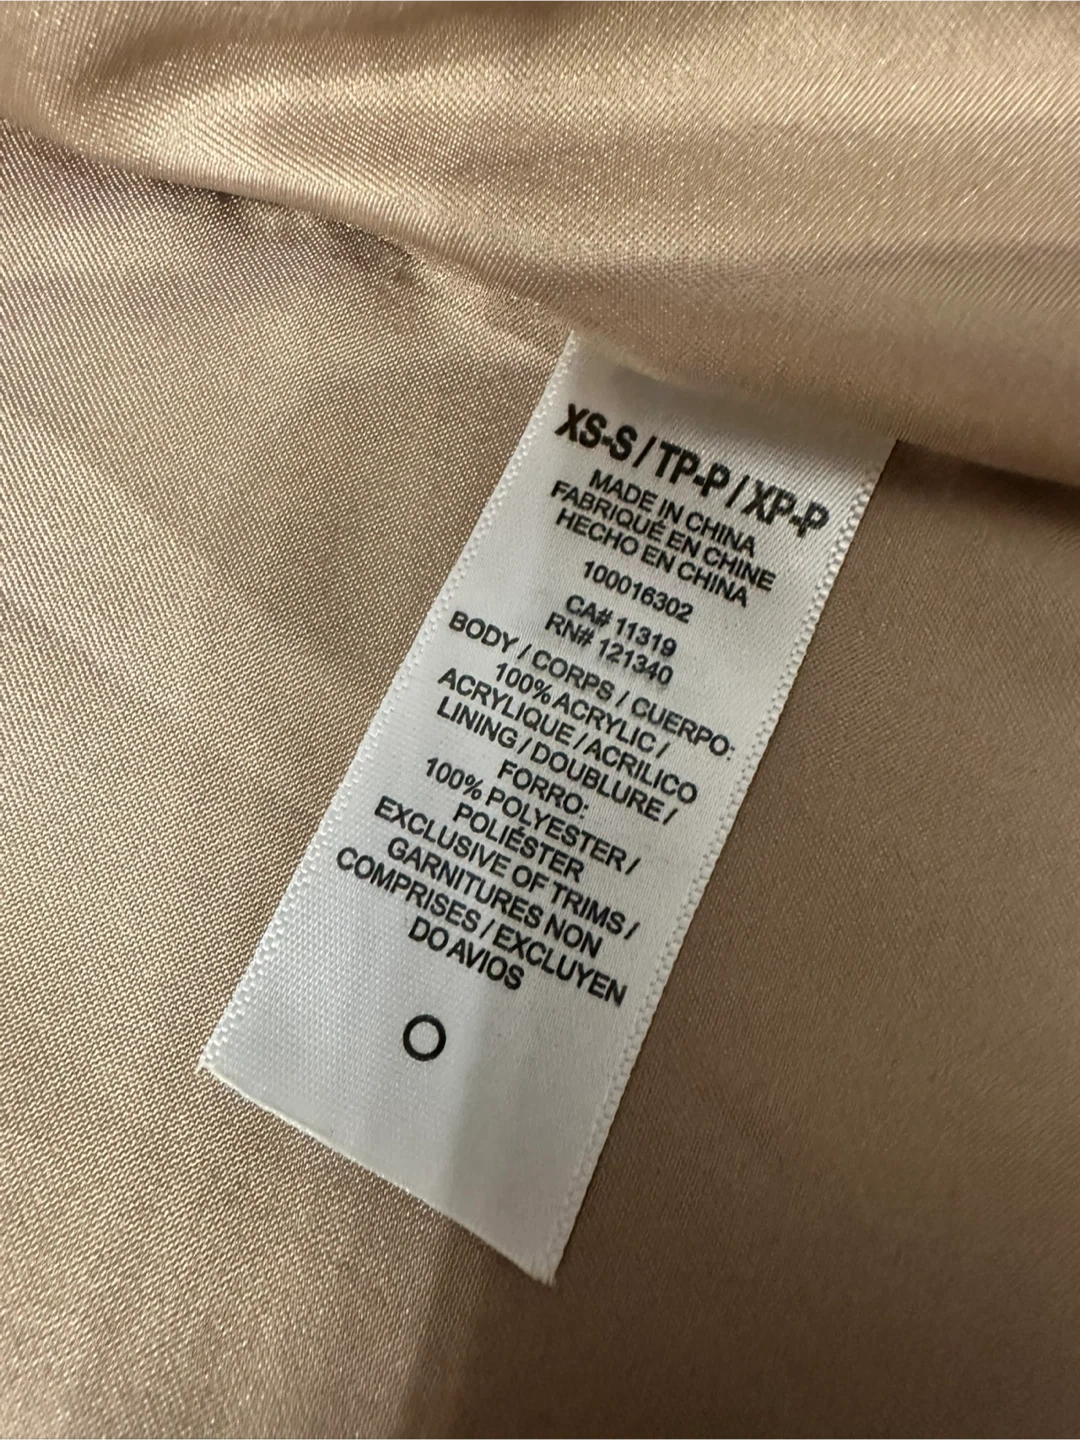 XS-S / TP-P / XP-P
MADE IN CHINA
FABRIQUÉ EN CHINE
HECHO EN CHINA
100016302
CA# 11319
RN# 121340
BODY / CORPS / CUERPO:
100% ACRYLIC /
ACRYLIQUE / ACRILICO
LINING / DOUBLURE /
FORRO:
100% POLYESTER /
POLIÉSTER
EXCLUSIVE OF TRIMS /
GARNITURES NON
COMPRISES / EXCLUYEN
DO AVIOS